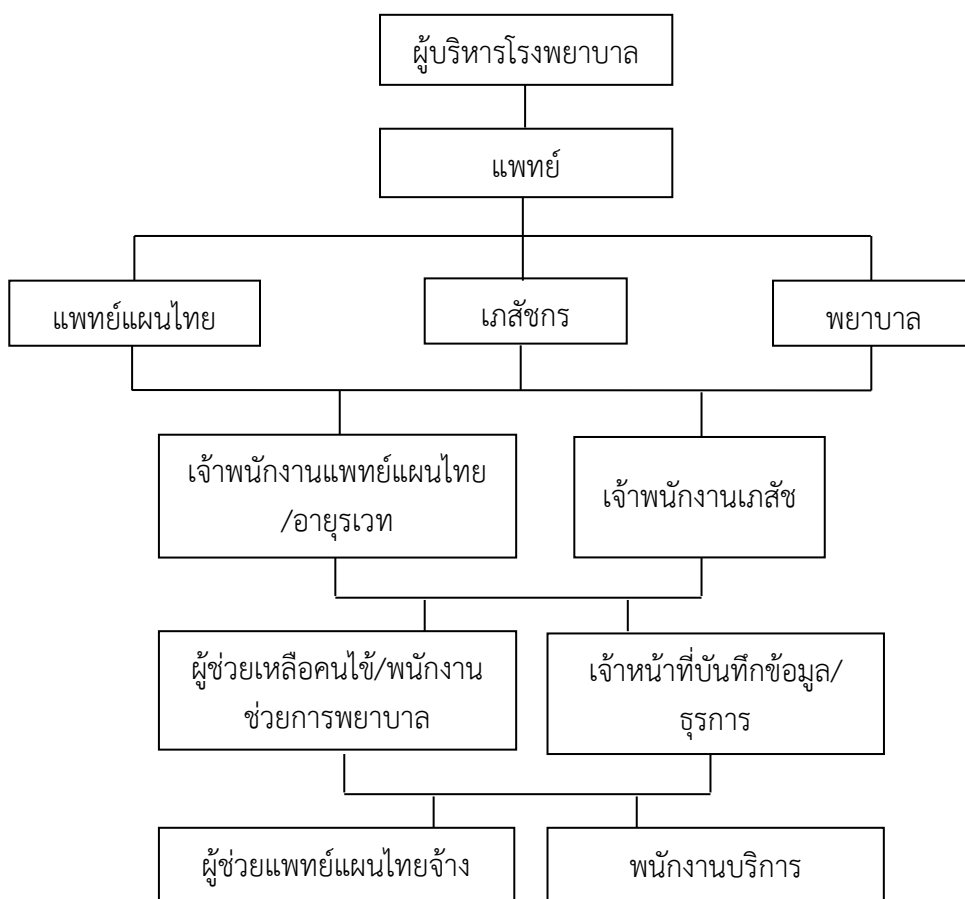 ผู้บริหารโรงพยาบาล
แพทย์
แพทย์แผนไทย
เภสัชกร
พยาบาล
เจ้าพนักงานแพทย์แผนไทย
/อายุรเวท
เจ้าพนักงานเภสัช
ผู้ช่วยเหลือคนไข้/พนักงาน
ช่วยการพยาบาล
เจ้าหน้าที่บันทึกข้อมูล/
ธุรการ
ผู้ช่วยแพทย์แผนไทยจ้าง
พนักงานบริการ